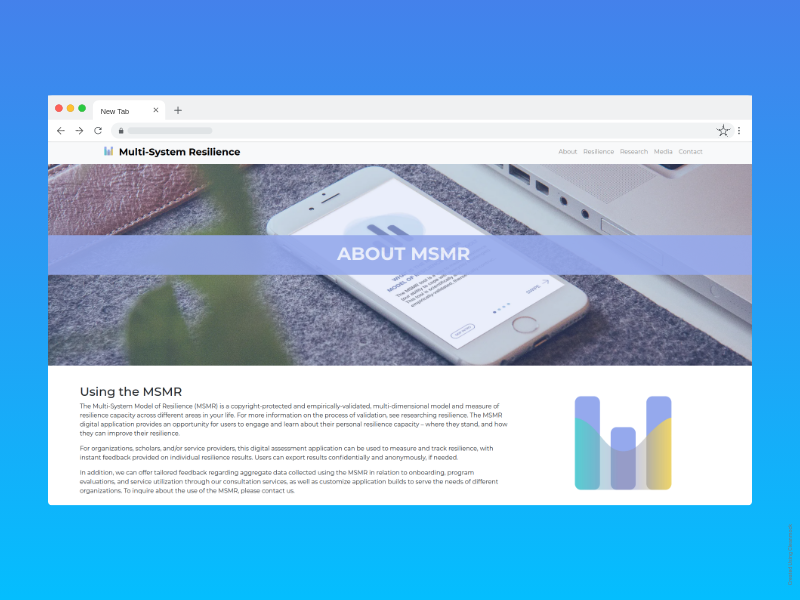 New Tab
Multi-System Resilience
About Resilience Research Media Contact
ABOUT MSMR
Using the MSMR
The Multi-System Model of Resilience (MSMR) is a copyright-protected and empirically-validated, multi-dimensional model and measure of
resilience capacity across different areas in your life. For more information on the process of validation, see researching resilience. The MSMR
digital application provides an opportunity for users to engage and learn about their personal resilience capacity – where they stand, and how
they can improve their resilience.
For organizations, scholars, and/or service providers, this digital assessment application can be used to measure and track resilience, with
instant feedback provided on individual resilience results. Users can export results confidentially and anonymously, if needed.
In addition, we can offer tailored feedback regarding aggregate data collected using the MSMR in relation to onboarding, program
evaluations, and service utilization through our consultation services, as well as customize application builds to serve the needs of different
organizations. To inquire about the use of the MSMR, please contact us.